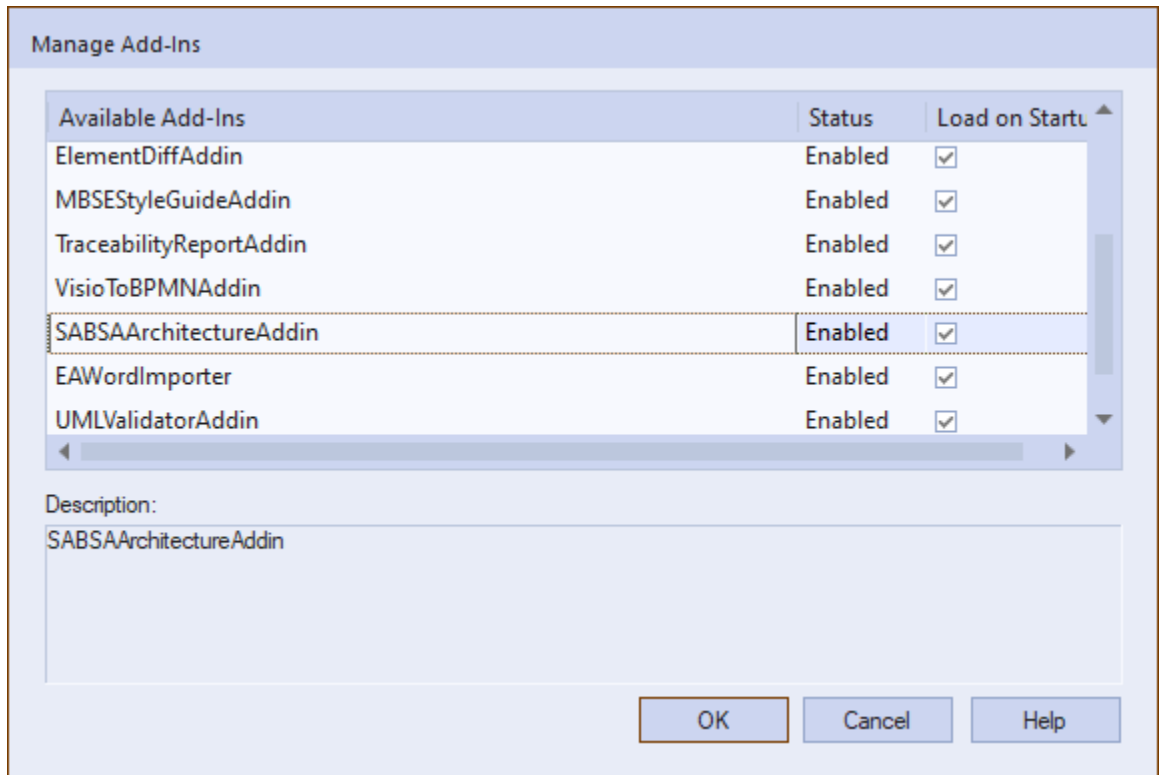 Manage Add-Ins
Available Add-Ins Status Load on Startu
ElementDiffAddin Enabled
MBSEStyleGuideAddin Enabled
TraceabilityReportAddin Enabled
VisioToBPMNAddin Enabled
SABSAArchitectureAddin Enabled
EAWordImporter Enabled
UMLValidatorAddin Enabled
Description:
SABSAArchitectureAddin
OK Cancel Help